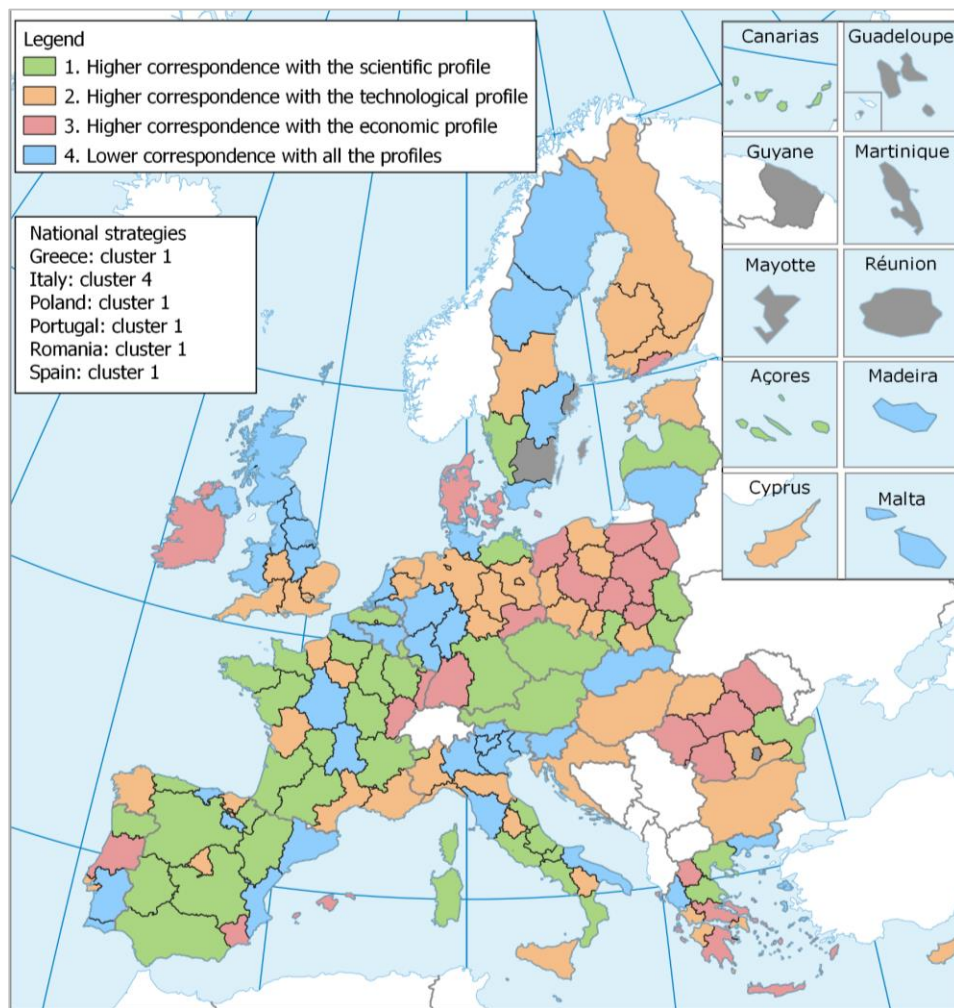 Legend
1. Higher correspondence with the scientific profile
2. Higher correspondence with the technological profile
3. Higher correspondence with the economic profile
4. Lower correspondence with all the profiles
National strategies
Greece: cluster 1
Italy: cluster 4
Poland: cluster 1
Portugal: cluster 1
Romania: cluster 1
Spain: cluster 1
Canarias
Guadeloupe
Guyane
Martinique
Mayotte
Réunion
Açores
Madeira
Cyprus
Malta